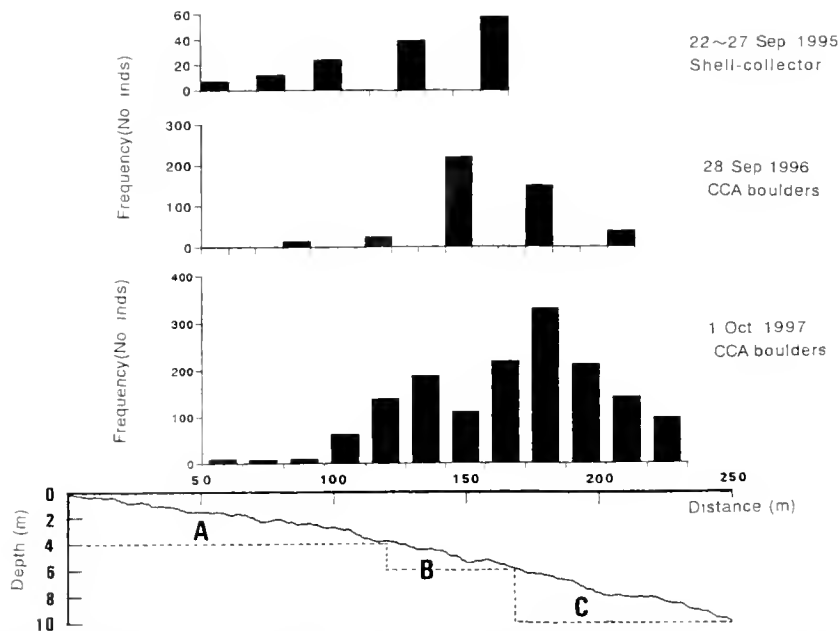 60
40
20
0
22~27 Sep 1995
Shell-collector
Frequency(No inds)
300
200
100
0
28 Sep 1996
CCA boulders
400
300
200
100
0
Frequency(No inds)
1 Oct 1997
CCA boulders
50 100 150 200 250
Distance (m)
0
2
4
6
8
10
Depth (m)
A
B
C